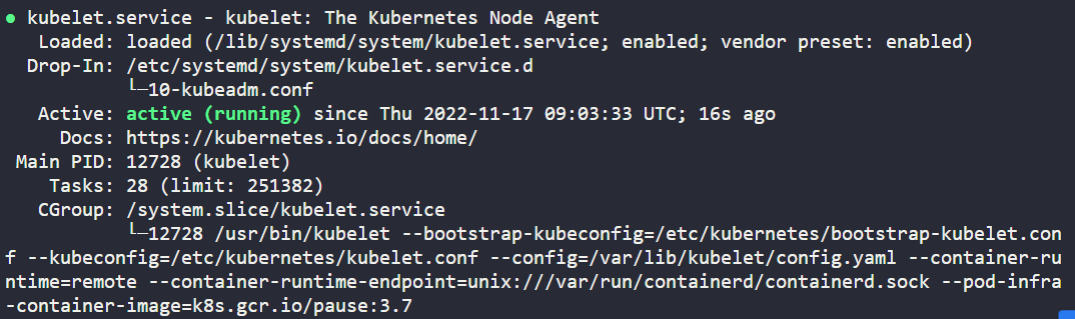 ● kubelet.service - kubelet: The Kubernetes Node Agent
   Loaded: loaded (/lib/systemd/system/kubelet.service; enabled; vendor preset: enabled)
  Drop-In: /etc/systemd/system/kubelet.service.d
           └─10-kubeadm.conf
   Active: active (running) since Thu 2022-11-17 09:03:33 UTC; 16s ago
     Docs: https://kubernetes.io/docs/home/
 Main PID: 12728 (kubelet)
    Tasks: 28 (limit: 251382)
   CGroup: /system.slice/kubelet.service
           └─12728 /usr/bin/kubelet --bootstrap-kubeconfig=/etc/kubernetes/bootstrap-kubelet.con
f --kubeconfig=/etc/kubernetes/kubelet.conf --config=/var/lib/kubelet/config.yaml --container-ru
ntime=remote --container-runtime-endpoint=unix:///var/run/containerd/containerd.sock --pod-infra
-container-image=k8s.gcr.io/pause:3.7